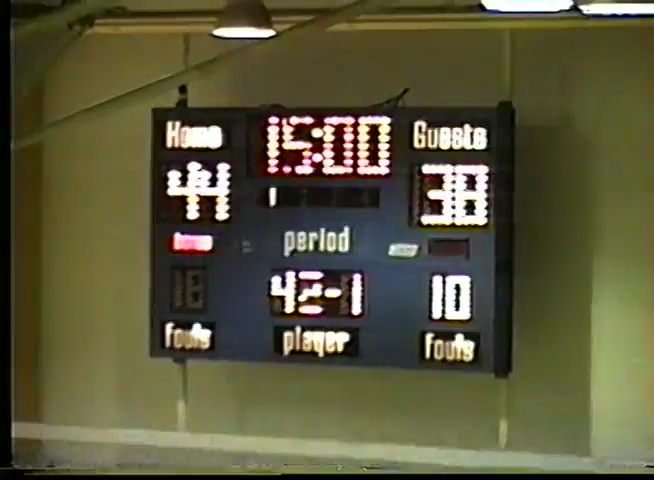 Home 15:00 Guests
44 38
period
42-1 10
fouls player fouls